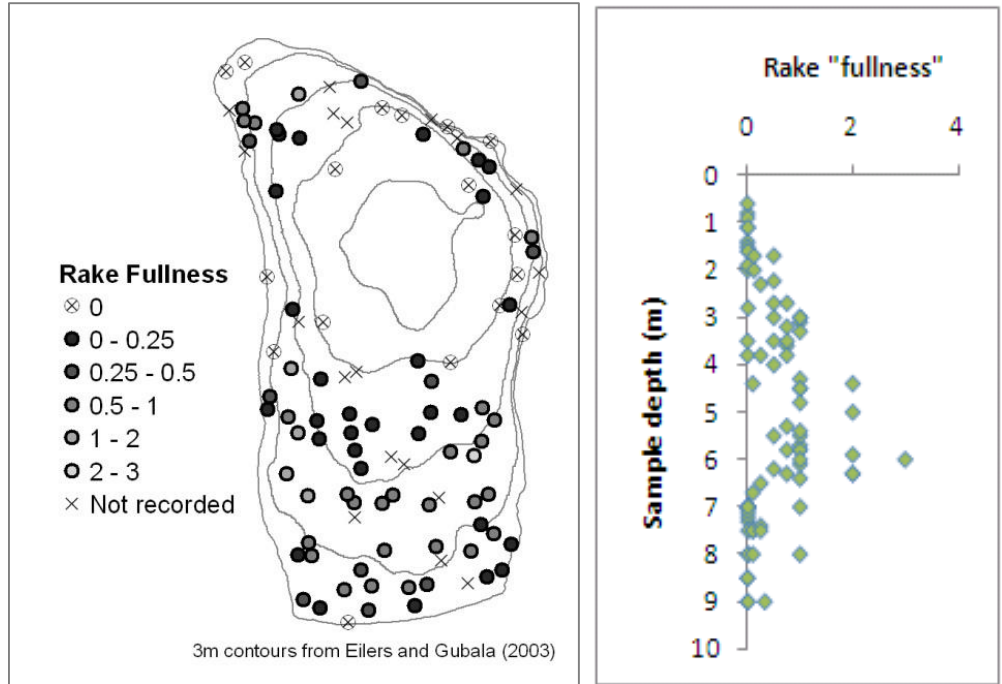 Rake Fullness
0
0 - 0.25
0.25 - 0.5
0.5 - 1
1 - 2
2 - 3
Not recorded
3m contours from Eilers and Gubala (2003)
Rake "fullness"
0 2 4
Sample depth (m)
0
1
2
3
4
5
6
7
8
9
10